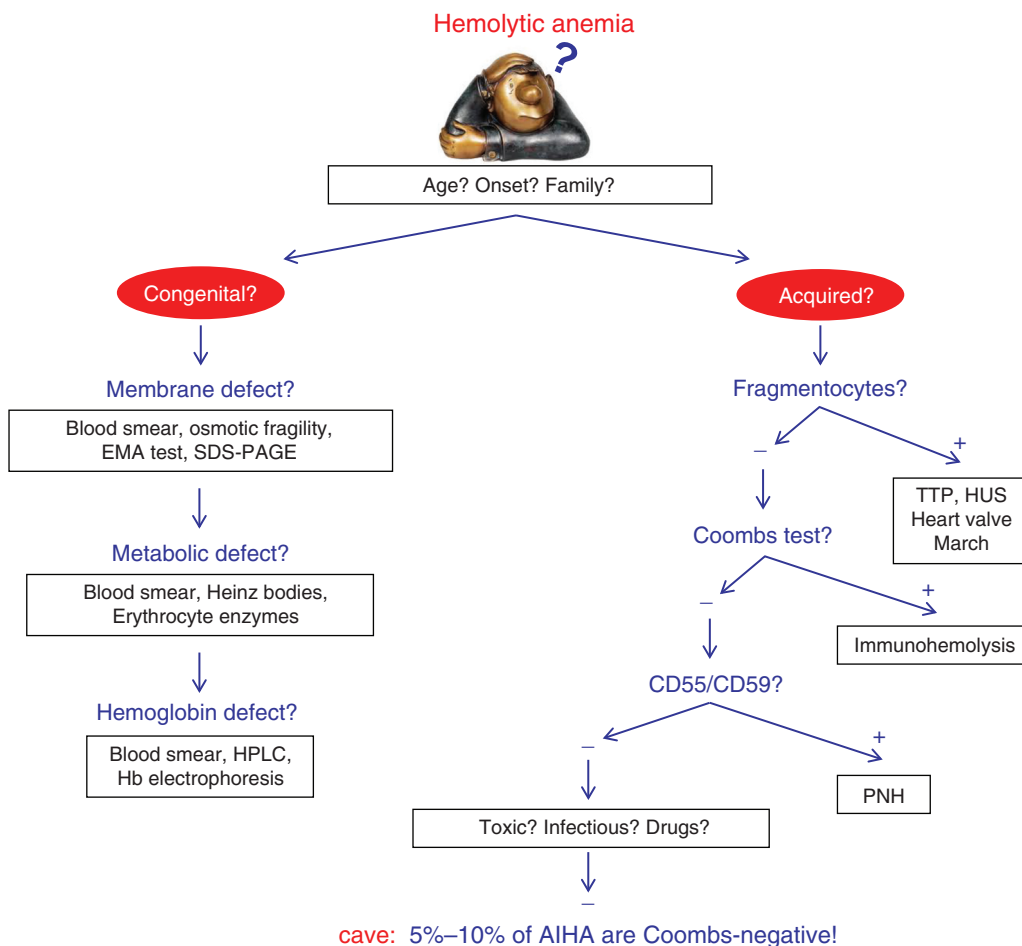 Hemolytic anemia
?
Age? Onset? Family?
Congenital?
Membrane defect?
Blood smear, osmotic fragility,
EMA test, SDS-PAGE
Metabolic defect?
Blood smear, Heinz bodies,
Erythrocyte enzymes
Hemoglobin defect?
Blood smear, HPLC,
Hb electrophoresis
Acquired?
Fragmentocytes?
–
+
TTP, HUS
Heart valve
March
Coombs test?
–
+
Immunohemolysis
CD55/CD59?
–
+
PNH
Toxic? Infectious? Drugs?
–
cave: 5%–10% of AIHA are Coombs-negative!